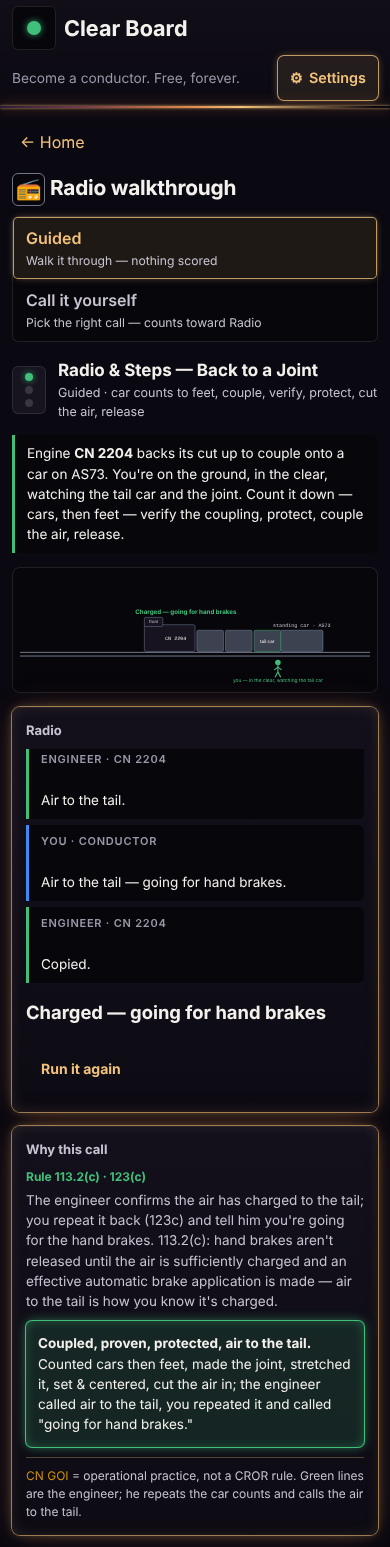 Clear Board
Become a conductor. Free, forever.
⚙ Settings
← Home
📻 Radio walkthrough
Guided
Walk it through — nothing scored
Call it yourself
Pick the right call — counts toward Radio
Radio & Steps — Back to a Joint
Guided · car counts to feet, couple, verify, protect, cut
the air, release
Engine CN 2204 backs its cut up to couple onto a
car on AS73. You're on the ground, in the clear,
watching the tail car and the joint. Count it down —
cars, then feet — verify the coupling, protect, couple
the air, release.
Charged — going for hand brakes
front
standing car · AS73
CN 2204
tail car
you — in the clear, watching the tail car
Radio
ENGINEER · CN 2204
Air to the tail.
YOU · CONDUCTOR
Air to the tail — going for hand brakes.
ENGINEER · CN 2204
Copied.
Charged — going for hand brakes
Run it again
Why this call
Rule 113.2(c) · 123(c)
The engineer confirms the air has charged to the tail;
you repeat it back (123c) and tell him you're going
for the hand brakes. 113.2(c): hand brakes aren't
released until the air is sufficiently charged and an
effective automatic brake application is made — air
to the tail is how you know it's charged.
Coupled, proven, protected, air to the tail.
Counted cars then feet, made the joint, stretched
it, set & centered, cut the air in; the engineer
called air to the tail, you repeated it and called
"going for hand brakes."
CN GOI = operational practice, not a CROR rule. Green lines
are the engineer; he repeats the car counts and calls the air
to the tail.